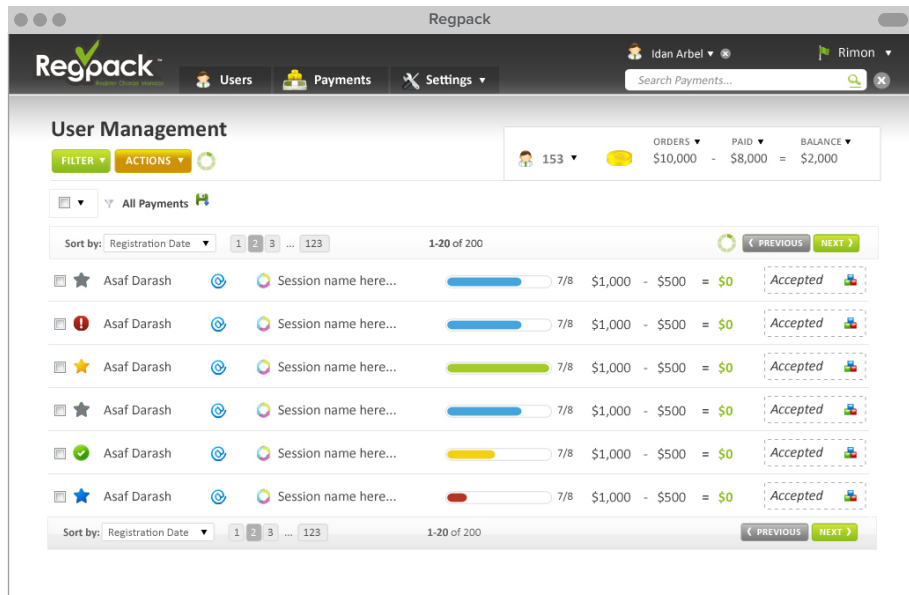 Regpack
Idan Arbel
Rimon
Regpack
Users
Payments
Settings
Search Payments...
User Management
FILTER
ACTIONS
153
ORDERS PAID BALANCE
$10,000 - $8,000 = $2,000
All Payments
Sort by: Registration Date 1 2 3 ... 123 1-20 of 200 PREVIOUS NEXT
Asaf Darash Session name here... 7/8 $1,000 - $500 = $0 Accepted
Asaf Darash Session name here... 7/8 $1,000 - $500 = $0 Accepted
Asaf Darash Session name here... 7/8 $1,000 - $500 = $0 Accepted
Asaf Darash Session name here... 7/8 $1,000 - $500 = $0 Accepted
Asaf Darash Session name here... 7/8 $1,000 - $500 = $0 Accepted
Asaf Darash Session name here... 7/8 $1,000 - $500 = $0 Accepted
Sort by: Registration Date 1 2 3 ... 123 1-20 of 200 PREVIOUS NEXT